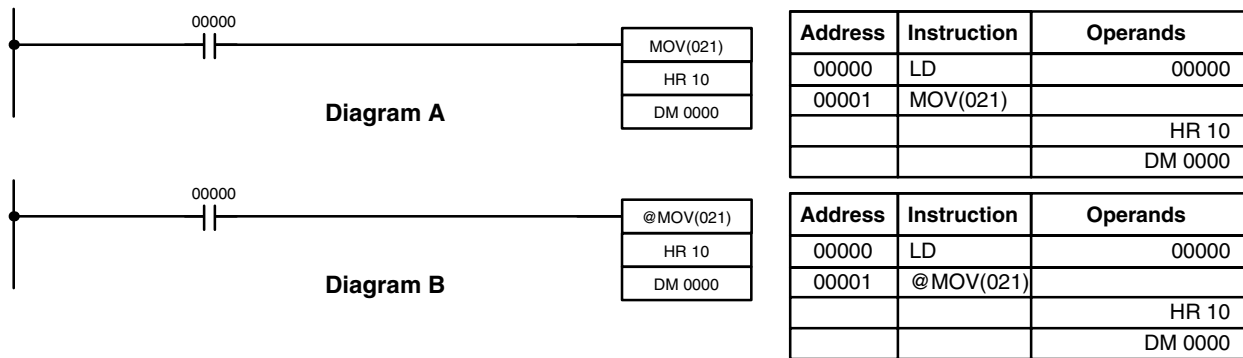 00000
MOV(021)
HR 10
DM 0000
Diagram A
Address Instruction Operands
00000 LD 00000
00001 MOV(021)
HR 10
DM 0000
00000
@MOV(021)
HR 10
DM 0000
Diagram B
Address Instruction Operands
00000 LD 00000
00001 @MOV(021)
HR 10
DM 0000